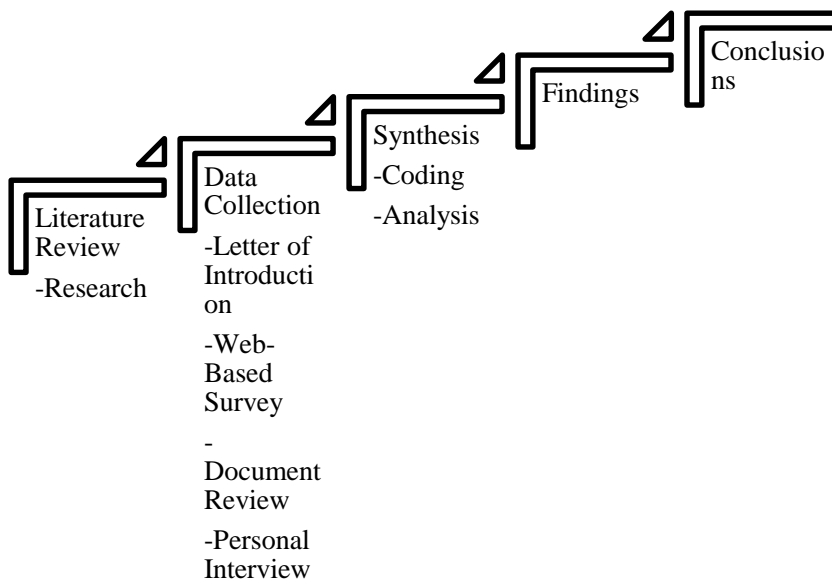 Literature
Review
-Research
Data
Collection
-Letter of
Introducti
on
-Web-
Based
Survey
-
Document
Review
-Personal
Interview
Synthesis
-Coding
-Analysis
Findings
Conclusio
ns